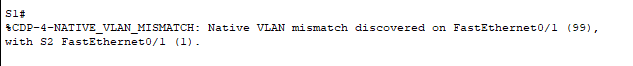 S1#
%CDP-4-NATIVE_VLAN_MISMATCH: Native VLAN mismatch discovered on FastEthernet0/1 (99),
with S2 FastEthernet0/1 (1).